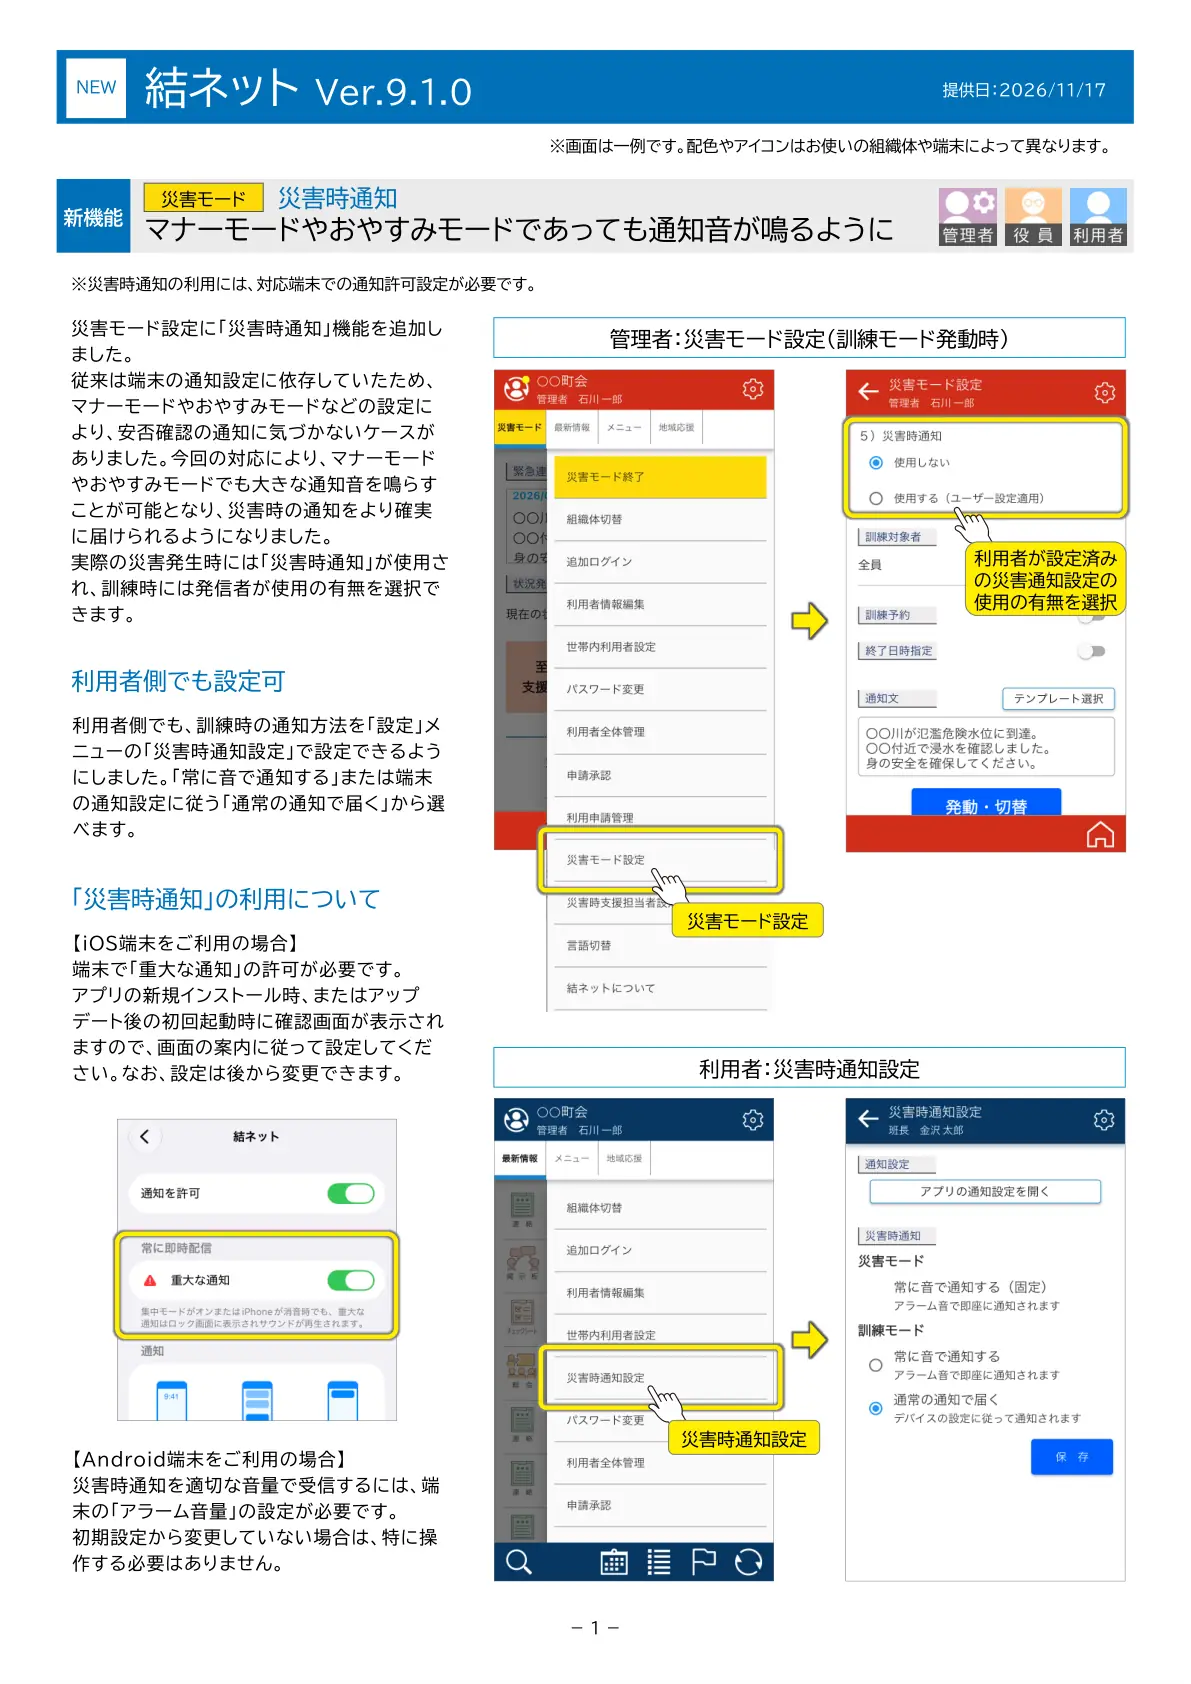 NEW
結ネット Ver.9.1.0
提供日：2026/11/17
※画面は一例です。配色やアイコンはお使いの組織体や端末によって異なります。
新機能
災害モード 災害時通知
マナーモードやおやすみモードであっても通知音が鳴るように
管理者 役員 利用者
※災害時通知の利用には、対応端末での通知許可設定が必要です。
災害モード設定に「災害時通知」機能を追加し
ました。
従来は端末の通知設定に依存していたため、
マナーモードやおやすみモードなどの設定に
より、安否確認の通知に気づかないケースが
ありました。今回の対応により、マナーモード
やおやすみモードでも大きな通知音を鳴らす
ことが可能となり、災害時の通知をより確実
に届けられるようになりました。
実際の災害発生時には「災害時通知」が使用さ
れ、訓練時には発信者が使用の有無を選択で
きます。
利用者側でも設定可
利用者側でも、訓練時の通知方法を「設定」メ
ニューの「災害時通知設定」で設定できるよう
にしました。「常に音で通知する」または端末
の通知設定に従う「通常の通知で届く」から選
べます。
「災害時通知」の利用について
【iOS端末をご利用の場合】
端末で「重大な通知」の許可が必要です。
アプリの新規インストール時、またはアップ
デート後の初回起動時に確認画面が表示され
ますので、画面の案内に従って設定してくだ
さい。なお、設定は後から変更できます。
結ネット
通知を許可
常に即時配信
重大な通知
集中モードがオンまたはiPhoneが消音時でも、重大な
通知はロック画面に表示されサウンドが再生されます。
通知
9:41
【Android端末をご利用の場合】
災害時通知を適切な音量で受信するには、端
末の「アラーム音量」の設定が必要です。
初期設定から変更していない場合は、特に操
作する必要はありません。
管理者：災害モード設定（訓練モード発動時）
〇〇町会
管理者 石川一郎
災害モード 最新情報 メニュー 地域応援
緊急連
2026/
〇〇川
〇〇付
身の安
状況発
現在の状
至
支援
災害モード終了
組織体切替
追加ログイン
利用者情報編集
世帯内利用者設定
パスワード変更
利用者全体管理
申請承認
利用申請管理
災害モード設定
災害時支援担当者設
言語切替
結ネットについて
災害モード設定
災害モード設定
管理者 石川一郎
5）災害時通知
使用しない
使用する（ユーザー設定適用）
訓練対象者
全員
利用者が設定済み
の災害通知設定の
使用の有無を選択
訓練予約
終了日時指定
通知文
テンプレート選択
〇〇川が氾濫危険水位に到達。
〇〇付近で浸水を確認しました。
身の安全を確保してください。
発動・切替
利用者：災害時通知設定
〇〇町会
管理者 石川一郎
最新情報 メニュー 地域応援
組織体切替
追加ログイン
利用者情報編集
世帯内利用者設定
災害時通知設定
パスワード変更
利用者全体管理
申請承認
災害時通知設定
災害時通知設定
班長 金沢太郎
通知設定
アプリの通知設定を開く
災害時通知
災害モード
常に音で通知する（固定）
アラーム音で即座に通知されます
訓練モード
常に音で通知する
アラーム音で即座に通知されます
通常の通知で届く
デバイスの設定に従って通知されます
保存
－ 1 －